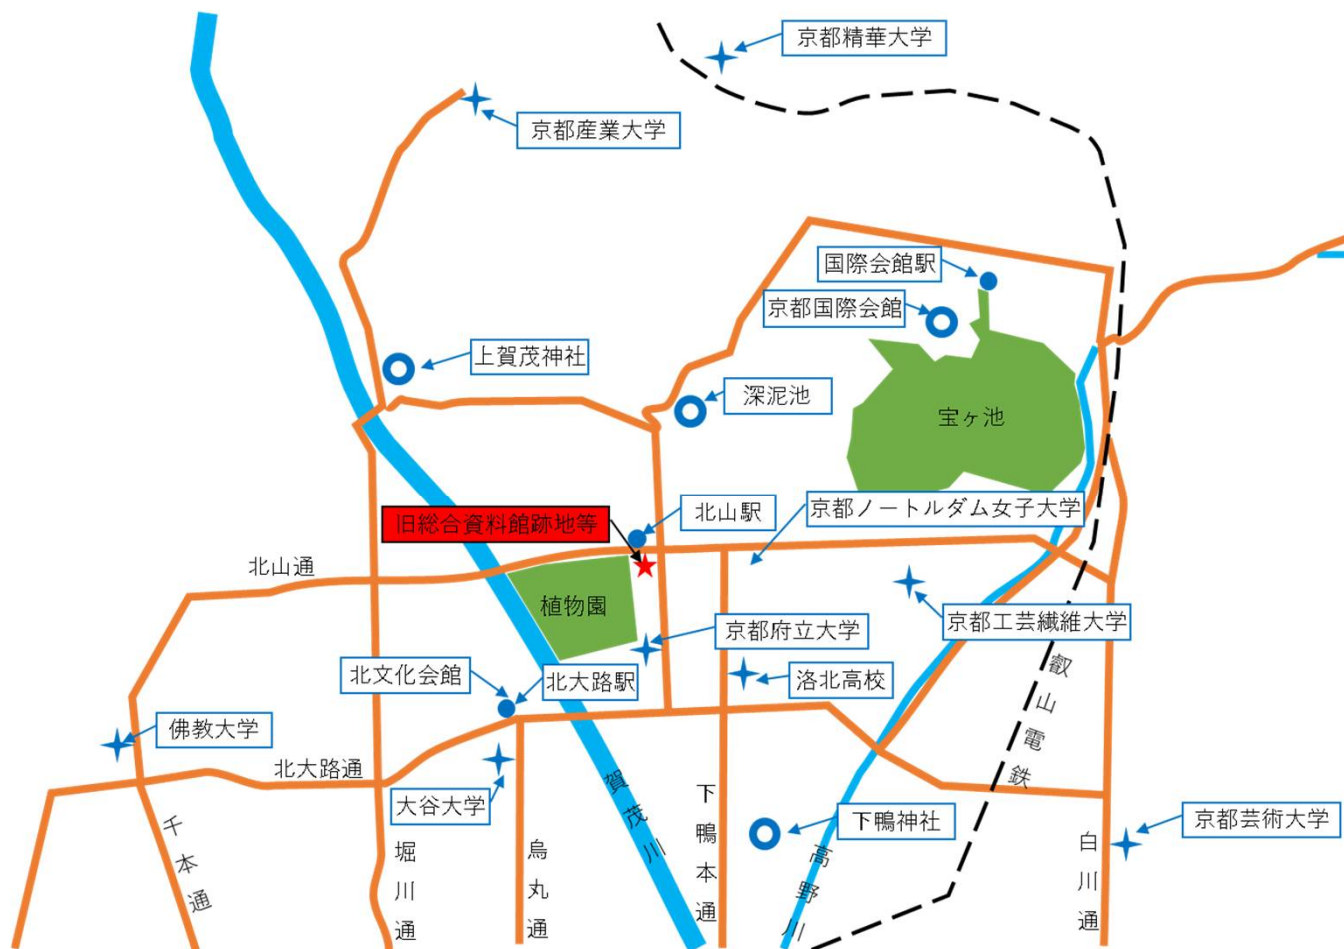 京都精華大学
京都産業大学
国際会館駅
京都国際会館
上賀茂神社
深泥池
宝ヶ池
北山駅
京都ノートルダム女子大学
旧総合資料館跡地等
北山通
植物園
京都府立大学
京都工芸繊維大学
北文化会館
北大路駅
洛北高校
叡山電鉄
佛教大学
北大路通
大谷大学
賀茂川
下鴨本通
下鴨神社
高野川
京都芸術大学
千本通
堀川通
烏丸通
白川通